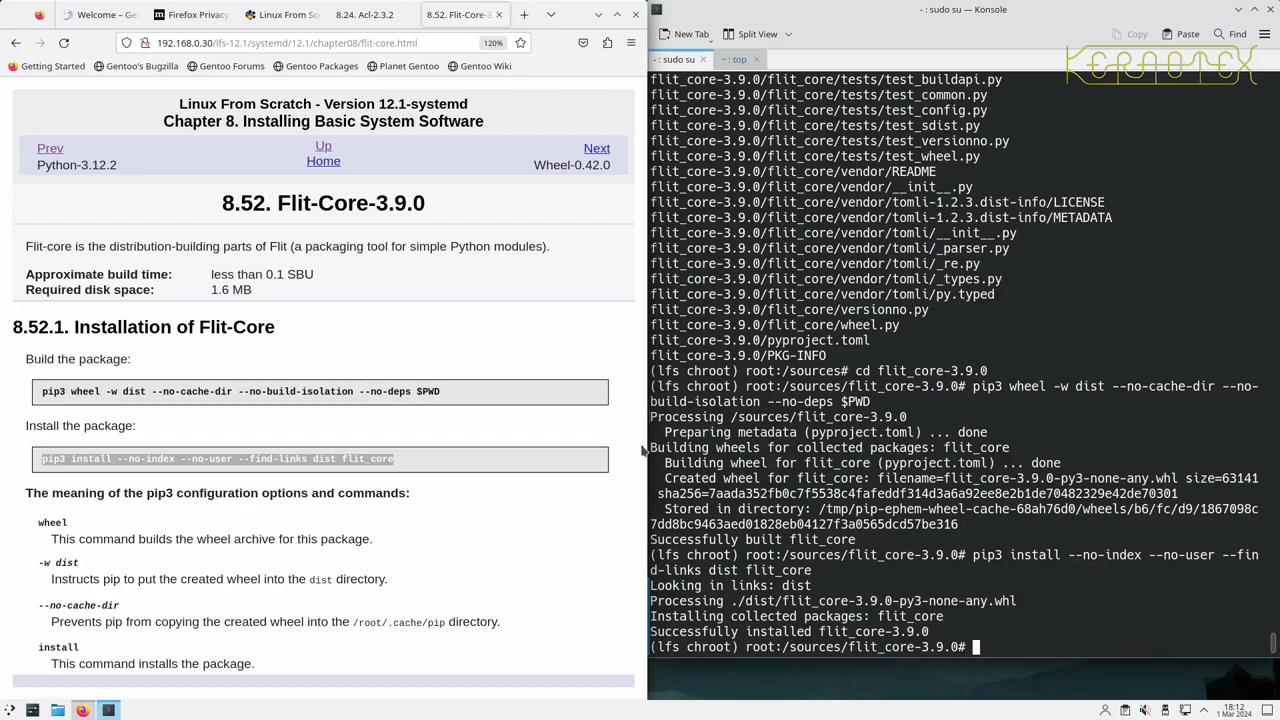 Welcome – Ge
Firefox Privacy
Linux From Sc
8.24. Acl-2.3.2
8.52. Flit-Core-3.
- : sudo su — Konsole
192.168.0.30/lfs-12.1/systemd/12.1/chapter08/flit-core.html
120%
New Tab
Split View
Copy
Paste
Find
Getting Started
Gentoo's Bugzilla
Gentoo Forums
Gentoo Packages
Planet Gentoo
Gentoo Wiki
- : sudo su
~ : top
KERNOTEX
Linux From Scratch - Version 12.1-systemd
Chapter 8. Installing Basic System Software
Prev
Up
Next
Python-3.12.2
Home
Wheel-0.42.0
8.52. Flit-Core-3.9.0
Flit-core is the distribution-building parts of Flit (a packaging tool for simple Python modules).
Approximate build time: less than 0.1 SBU
Required disk space: 1.6 MB
8.52.1. Installation of Flit-Core
Build the package:
pip3 wheel -w dist --no-cache-dir --no-build-isolation --no-deps $PWD
Install the package:
pip3 install --no-index --no-user --find-links dist flit_core
The meaning of the pip3 configuration options and commands:
wheel
This command builds the wheel archive for this package.
-w dist
Instructs pip to put the created wheel into the dist directory.
--no-cache-dir
Prevents pip from copying the created wheel into the /root/.cache/pip directory.
install
This command installs the package.
flit_core-3.9.0/flit_core/tests/test_buildapi.py
flit_core-3.9.0/flit_core/tests/test_common.py
flit_core-3.9.0/flit_core/tests/test_config.py
flit_core-3.9.0/flit_core/tests/test_sdist.py
flit_core-3.9.0/flit_core/tests/test_versionno.py
flit_core-3.9.0/flit_core/tests/test_wheel.py
flit_core-3.9.0/flit_core/vendor/README
flit_core-3.9.0/flit_core/vendor/__init__.py
flit_core-3.9.0/flit_core/vendor/tomli-1.2.3.dist-info/LICENSE
flit_core-3.9.0/flit_core/vendor/tomli-1.2.3.dist-info/METADATA
flit_core-3.9.0/flit_core/vendor/tomli/__init__.py
flit_core-3.9.0/flit_core/vendor/tomli/_parser.py
flit_core-3.9.0/flit_core/vendor/tomli/_re.py
flit_core-3.9.0/flit_core/vendor/tomli/_types.py
flit_core-3.9.0/flit_core/vendor/tomli/py.typed
flit_core-3.9.0/flit_core/versionno.py
flit_core-3.9.0/flit_core/wheel.py
flit_core-3.9.0/pyproject.toml
flit_core-3.9.0/PKG-INFO
(lfs chroot) root:/sources# cd flit_core-3.9.0
(lfs chroot) root:/sources/flit_core-3.9.0# pip3 wheel -w dist --no-cache-dir --no-
build-isolation --no-deps $PWD
Processing /sources/flit_core-3.9.0
Preparing metadata (pyproject.toml) ... done
Building wheels for collected packages: flit_core
Building wheel for flit_core (pyproject.toml) ... done
Created wheel for flit_core: filename=flit_core-3.9.0-py3-none-any.whl size=63141
sha256=7aada352fb0c7f5538c4fafeddf314d3a6a92ee8e2b1de70482329e42de70301
Stored in directory: /tmp/pip-ephem-wheel-cache-68ah76d0/wheels/b6/fc/d9/1867098c
7dd8bc9463aed01828eb04127f3a0565dcd57be316
Successfully built flit_core
(lfs chroot) root:/sources/flit_core-3.9.0# pip3 install --no-index --no-user --fin
d-links dist flit_core
Looking in links: dist
Processing ./dist/flit_core-3.9.0-py3-none-any.whl
Installing collected packages: flit_core
Successfully installed flit_core-3.9.0
(lfs chroot) root:/sources/flit_core-3.9.0#
18:12
1 Mar 2024